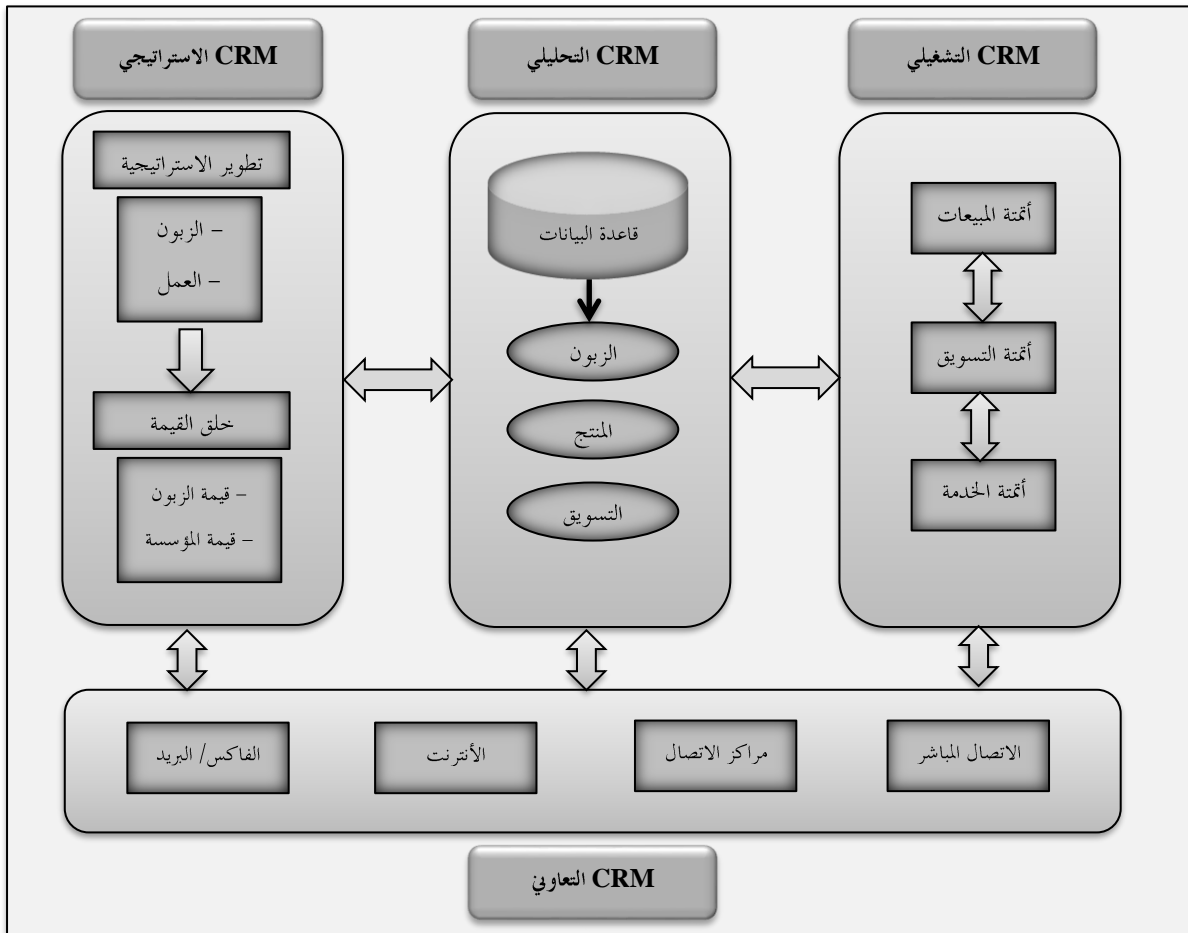 CRM التشغيلي
أتمتة المبيعات
أتمتة التسويق
أتمتة الخدمة
CRM التحليلي
قاعدة البيانات
الزبون
المنتج
التسويق
CRM الاستراتيجي
تطوير الاستراتيجية
– الزبون
– العمل
خلق القيمة
– قيمة الزبون
– قيمة المؤسسة
الاتصال المباشر
مراكز الاتصال
الأنترنت
الفاكس/ البريد
CRM التعاوني